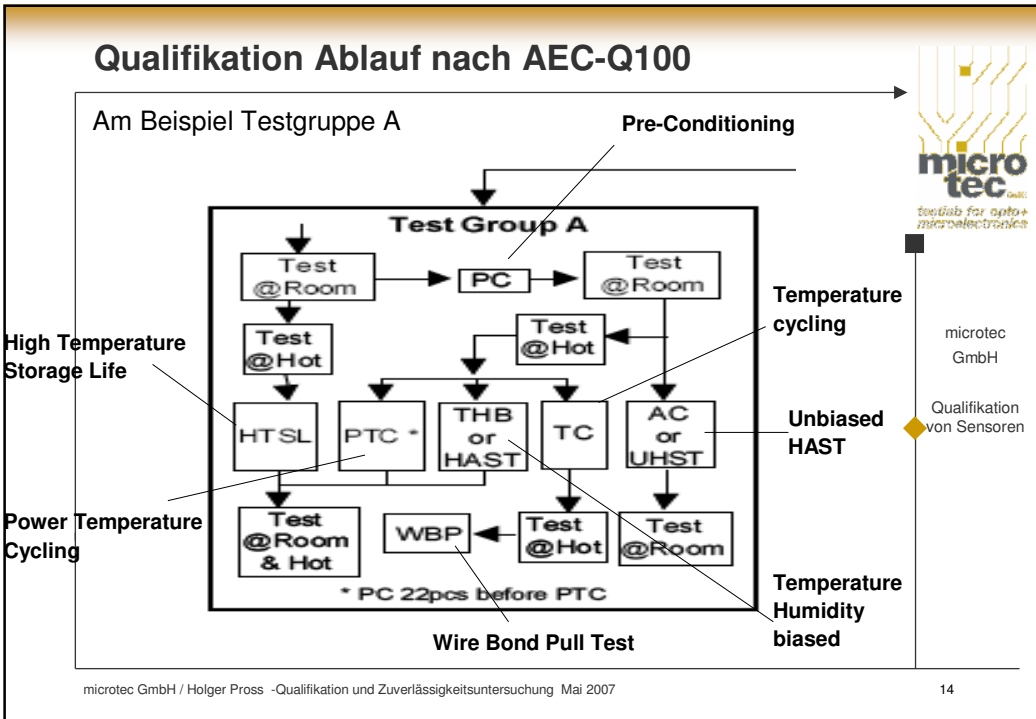 Qualifikation Ablauf nach AEC-Q100
Am Beispiel Testgruppe A
Pre-Conditioning
micro
tec GmbH
testlab for opto+
microelectronics
Test Group A
Test
@Room
PC
Test
@Room
Temperature
cycling
Test
@Hot
Test
@Hot
High Temperature
Storage Life
microtec
GmbH
HTSL
PTC *
THB
or
HAST
TC
AC
or
UHST
Unbiased
HAST
Qualifikation
von Sensoren
Power Temperature
Cycling
Test
@Room
& Hot
WBP
Test
@Hot
Test
@Room
* PC 22pcs before PTC
Temperature
Humidity
biased
Wire Bond Pull Test
microtec GmbH / Holger Pross -Qualifikation und Zuverlässigkeitsuntersuchung Mai 2007
14